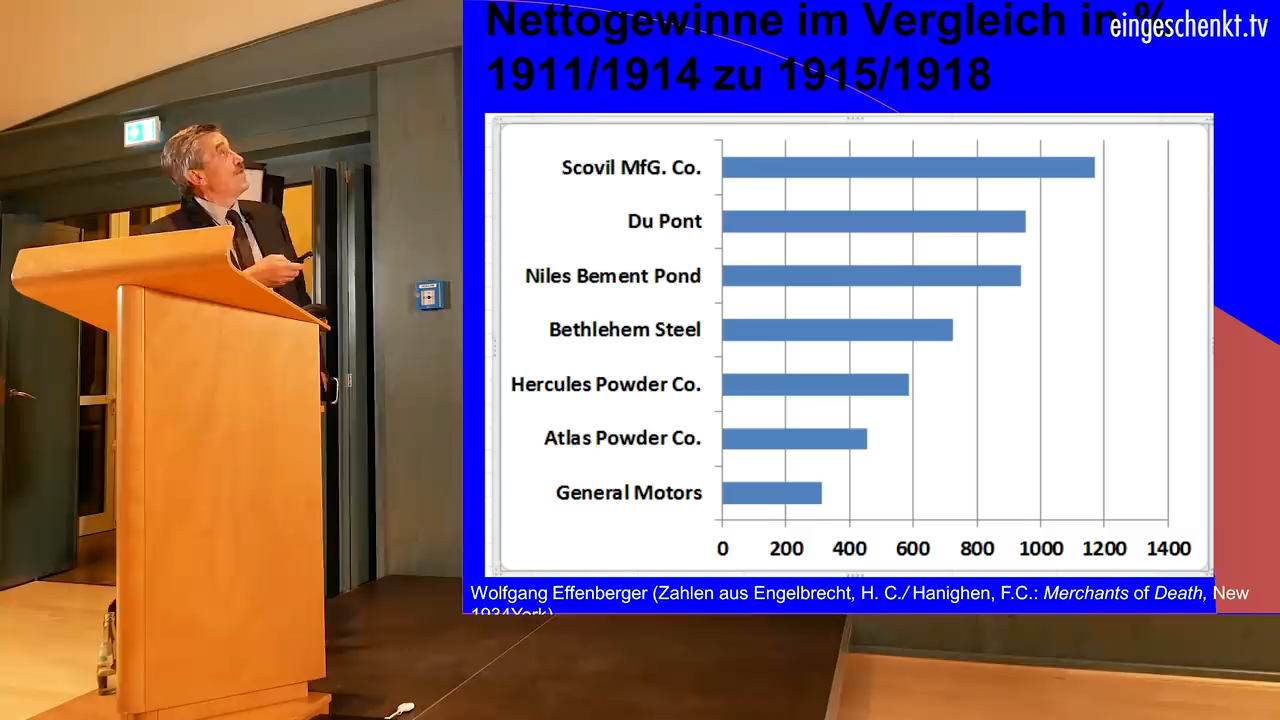 Nettogewinne im Vergleich in %
eingeschenkt.tv
1911/1914 zu 1915/1918
Scovil MfG. Co.
Du Pont
Niles Bement Pond
Bethlehem Steel
Hercules Powder Co.
Atlas Powder Co.
General Motors
0 200 400 600 800 1000 1200 1400
Wolfgang Effenberger (Zahlen aus Engelbrecht, H. C./ Hanighen, F.C.: Merchants of Death, New
1934York)